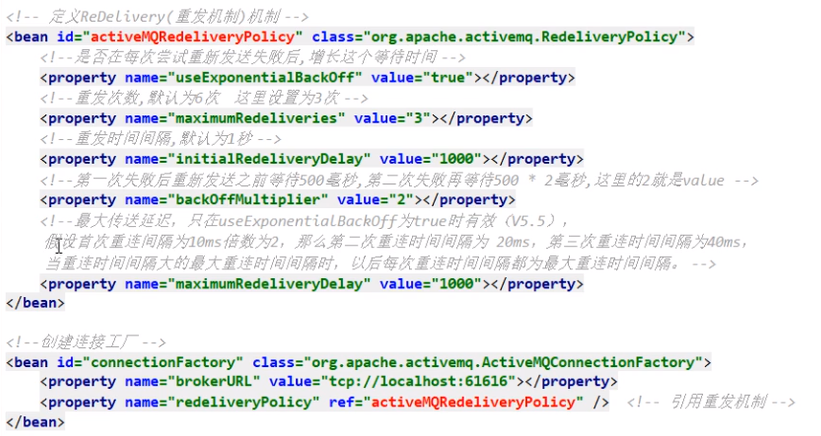 <!-- 定义ReDelivery(重发机制)机制 -->
<bean id="activeMQRedeliveryPolicy" class="org.apache.activemq.RedeliveryPolicy">
<!--是否在每次尝试重新发送失败后,增长这个等待时间 -->
<property name="useExponentialBackOff" value="true"></property>
<!--重发次数,默认为6次 这里设置为3次 -->
<property name="maximumRedeliveries" value="3"></property>
<!--重发时间间隔,默认为1秒 -->
<property name="initialRedeliveryDelay" value="1000"></property>
<!--第一次失败后重新发送之前等待500毫秒,第二次失败再等待500 * 2毫秒,这里的2就是value -->
<property name="backOffMultiplier" value="2"></property>
<!--最大传送延迟，只在useExponentialBackOff为true时有效（V5.5），
假设首次重连间隔为10ms倍数为2，那么第二次重连时间间隔为 20ms，第三次重连时间间隔为40ms，
当重连时间间隔大的最大重连时间间隔时，以后每次重连时间间隔都为最大重连时间间隔。 -->
<property name="maximumRedeliveryDelay" value="1000"></property>
</bean>
<!--创建连接工厂 -->
<bean id="connectionFactory" class="org.apache.activemq.ActiveMQConnectionFactory">
<property name="brokerURL" value="tcp://localhost:61616"></property>
<property name="redeliveryPolicy" ref="activeMQRedeliveryPolicy" /> <!-- 引用重发机制 -->
</bean>